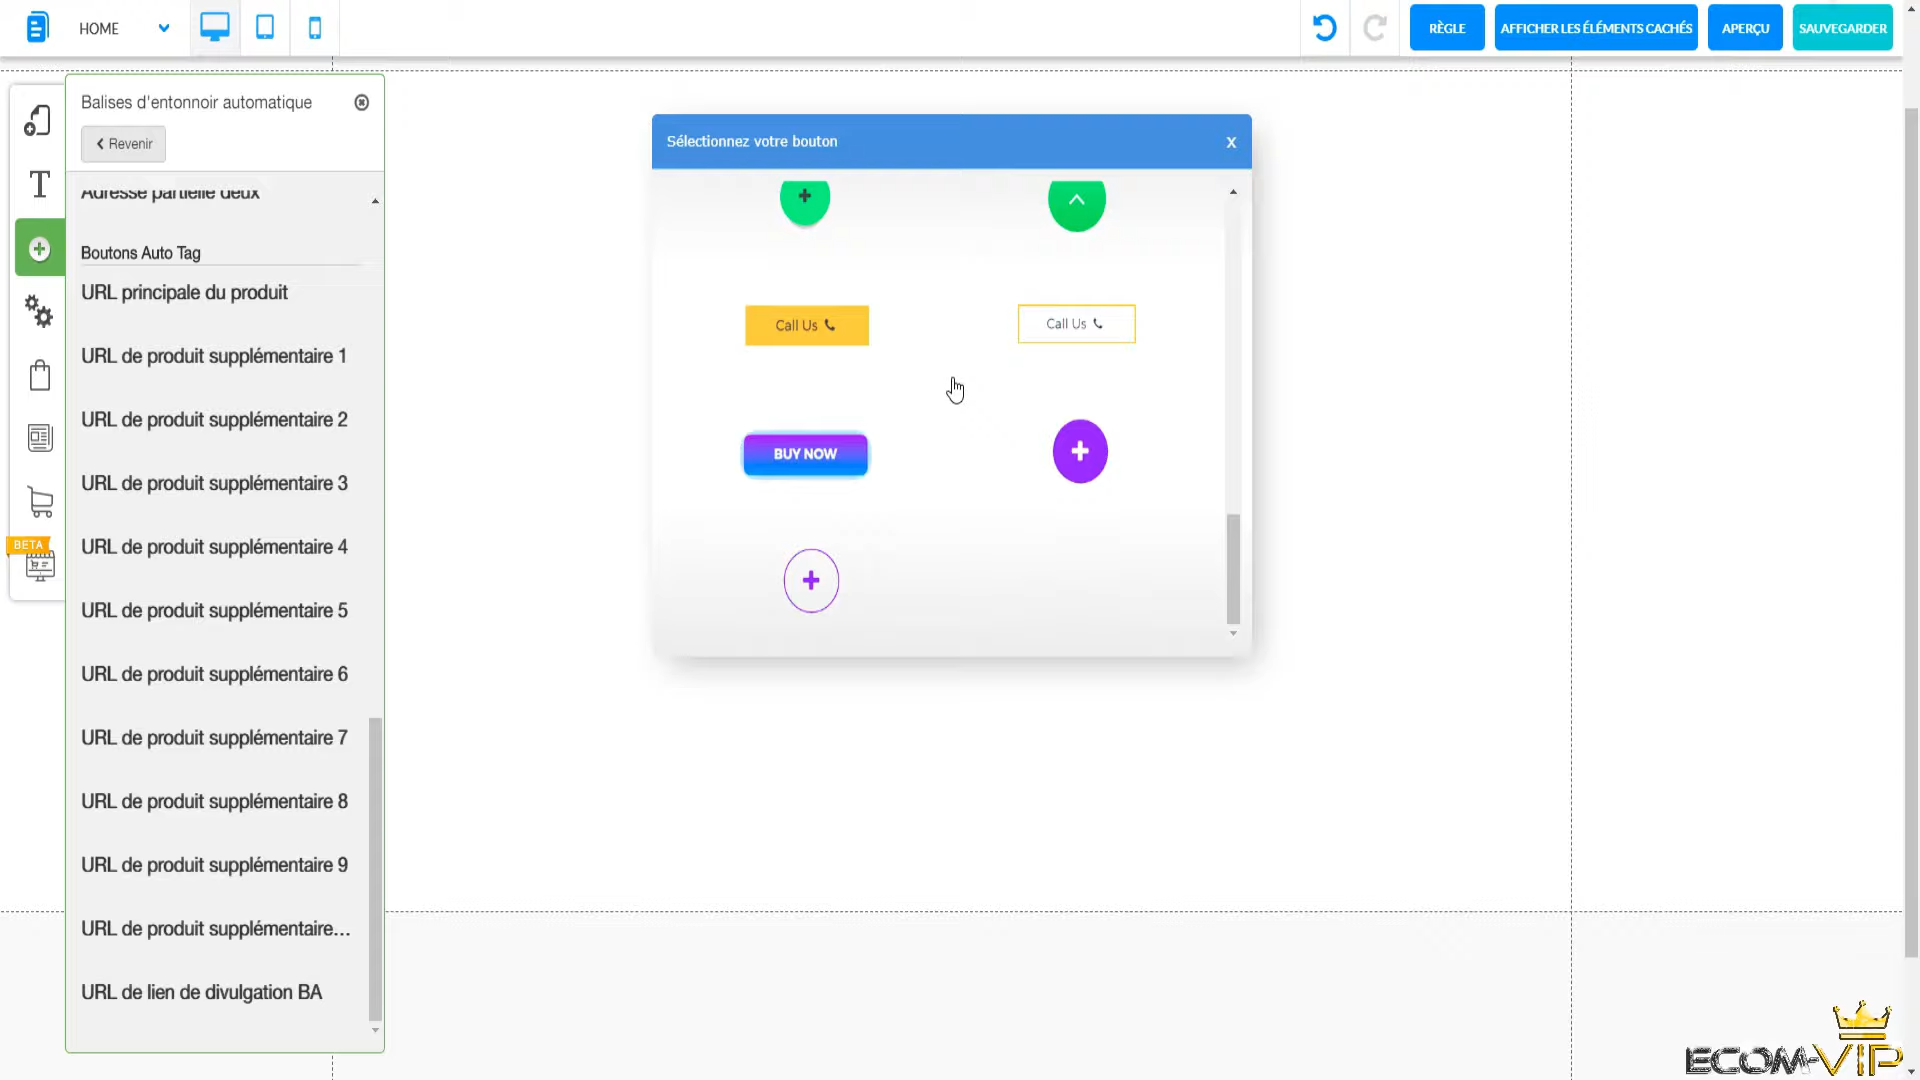 HOME
RÈGLE
AFFICHER LES ÉLÉMENTS CACHÉS
APERÇU
SAUVEGARDER
Balises d'entonnoir automatique
Revenir
Adresse partielle deux
Boutons Auto Tag
URL principale du produit
URL de produit supplémentaire 1
URL de produit supplémentaire 2
URL de produit supplémentaire 3
URL de produit supplémentaire 4
URL de produit supplémentaire 5
URL de produit supplémentaire 6
URL de produit supplémentaire 7
URL de produit supplémentaire 8
URL de produit supplémentaire 9
URL de produit supplémentaire...
URL de lien de divulgation BA
BETA
Sélectionnez votre bouton
x
Call Us
Call Us
BUY NOW
ECOM-VIP